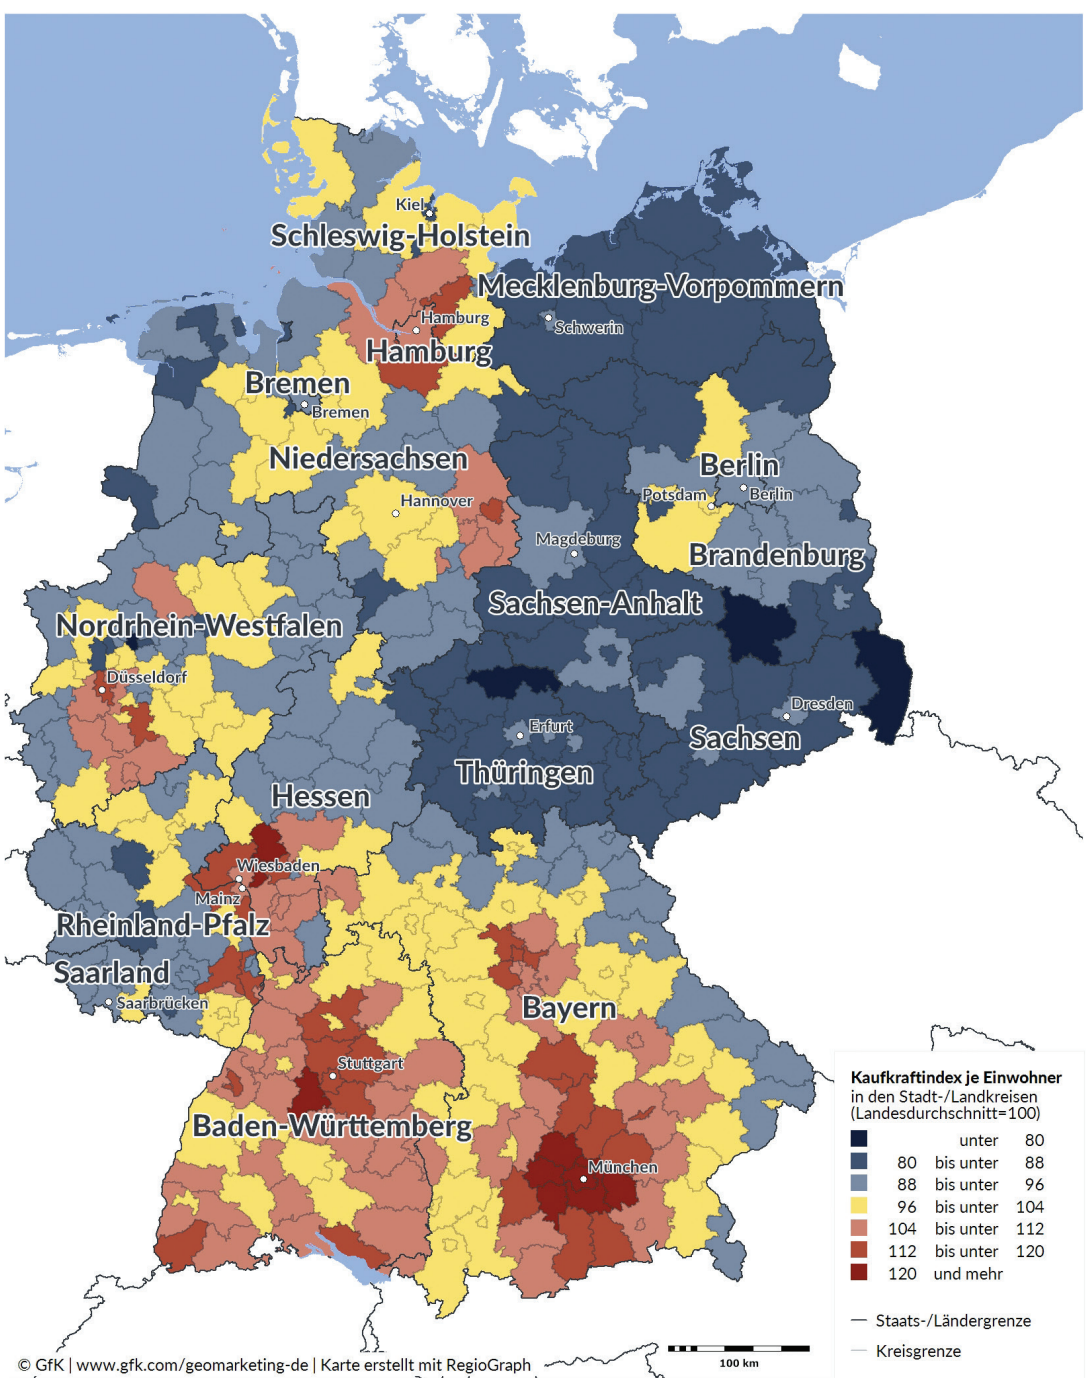 Kiel
Schleswig-Holstein
Mecklenburg-Vorpommern
Schwerin
Hamburg
Hamburg
Bremen
Bremen
Niedersachsen
Hannover
Berlin
Potsdam
Berlin
Magdeburg
Brandenburg
Sachsen-Anhalt
Nordrhein-Westfalen
Düsseldorf
Dresden
Erfurt
Sachsen
Thüringen
Hessen
Wiesbaden
Mainz
Rheinland-Pfalz
Saarland
Saarbrücken
Bayern
Stuttgart
Baden-Württemberg
München
Kaufkraftindex je Einwohner
in den Stadt-/Landkreisen
(Landesdurchschnitt=100)
unter 80
80 bis unter 88
88 bis unter 96
96 bis unter 104
104 bis unter 112
112 bis unter 120
120 und mehr
Staats-/Ländergrenze
Kreisgrenze
100 km
© GfK | www.gfk.com/geomarketing-de | Karte erstellt mit RegioGraph